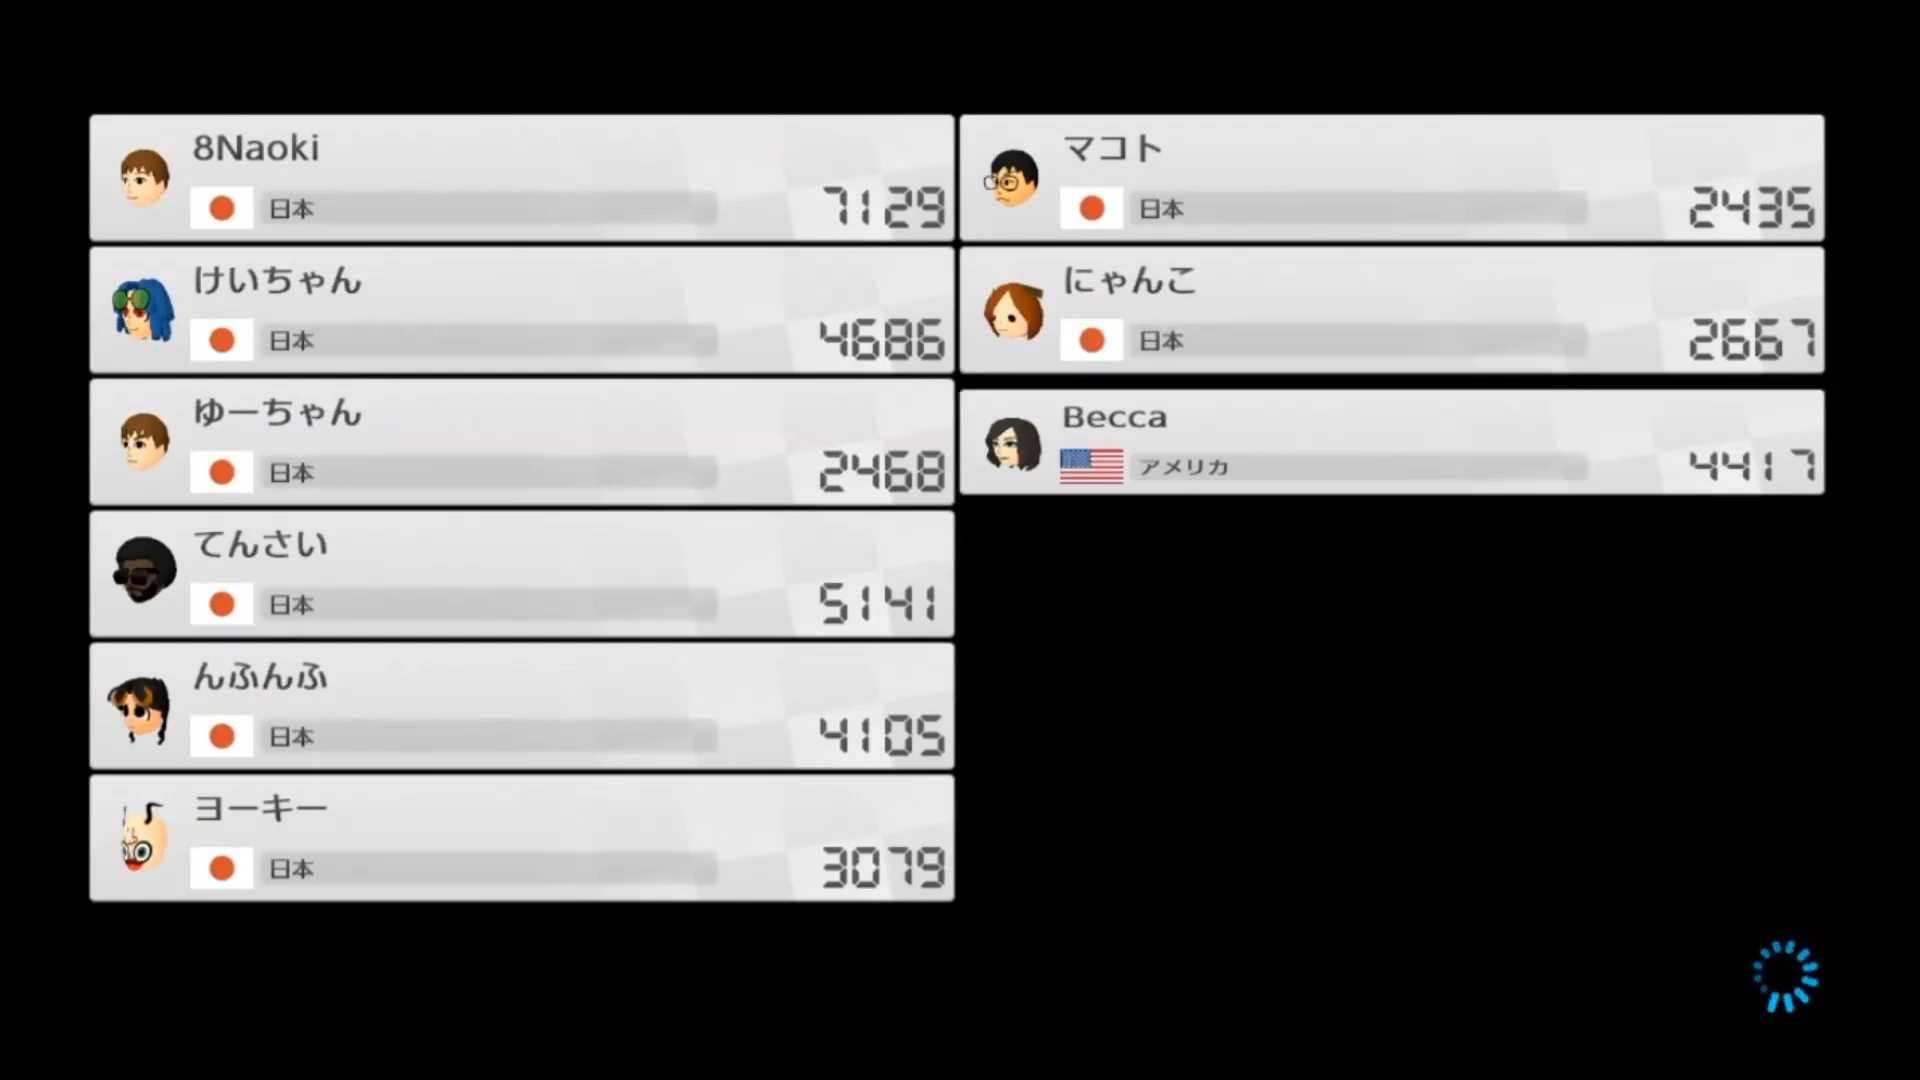 8Naoki
日本 7129
けいちゃん
日本 4686
ゆーちゃん
日本 2468
てんさい
日本 5141
んふんふ
日本 4105
ヨーキー
日本 3079
マコト
日本 2435
にゃんこ
日本 2667
Becca
アメリカ 4417